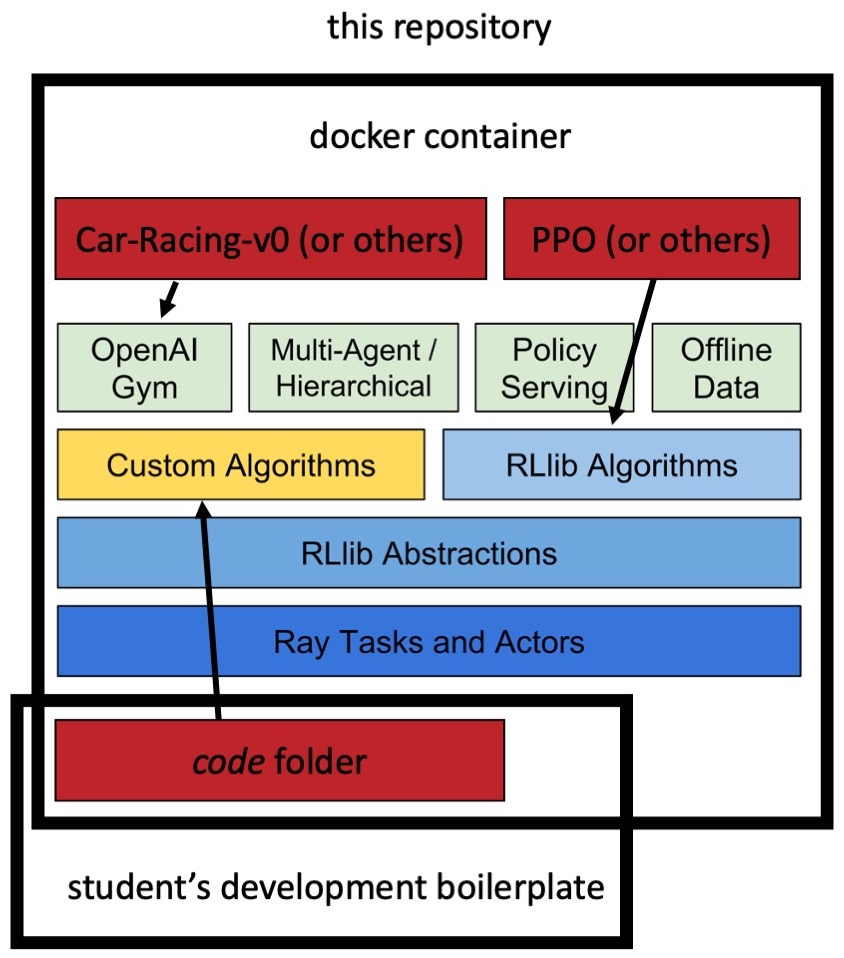 this repository
docker container
Car-Racing-v0 (or others)
PPO (or others)
OpenAI
Gym
Multi-Agent /
Hierarchical
Policy
Serving
Offline
Data
Custom Algorithms
RLlib Algorithms
RLlib Abstractions
Ray Tasks and Actors
code folder
student’s development boilerplate